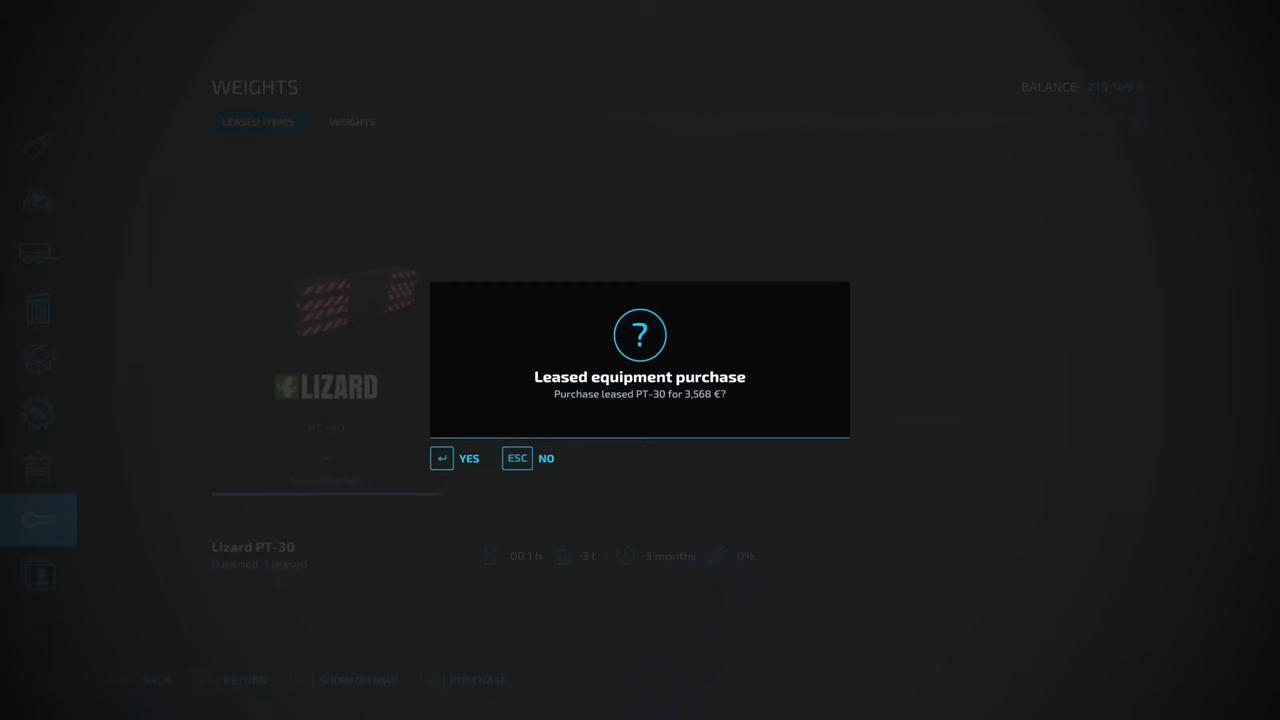 WEIGHTS
BALANCE:
LEASED ITEMS WEIGHTS
LIZARD
PT-30
?
Leased equipment purchase
Purchase leased PT-30 for 3,568 €?
YES ESC NO
Lizard PT-30
0 owned, 1 leased
00:1 h 3 t 3 months 0%
BACK RETURN SHOW ON MAP PURCHASE